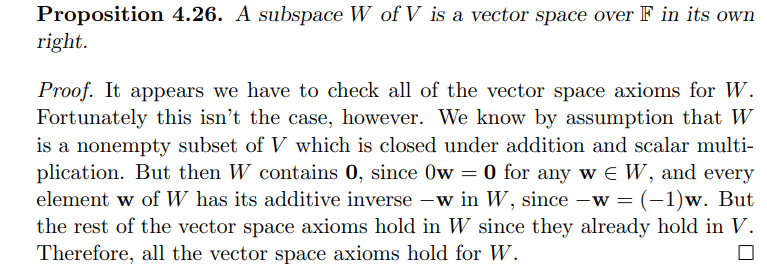 Proposition 4.26. A subspace W of V is a vector space over 𝔽 in its own
right.
Proof. It appears we have to check all of the vector space axioms for W.
Fortunately this isn't the case, however. We know by assumption that W
is a nonempty subset of V which is closed under addition and scalar multi-
plication. But then W contains 0, since 0w = 0 for any w ∈ W, and every
element w of W has its additive inverse −w in W, since −w = (−1)w. But
the rest of the vector space axioms hold in W since they already hold in V.
Therefore, all the vector space axioms hold for W. □